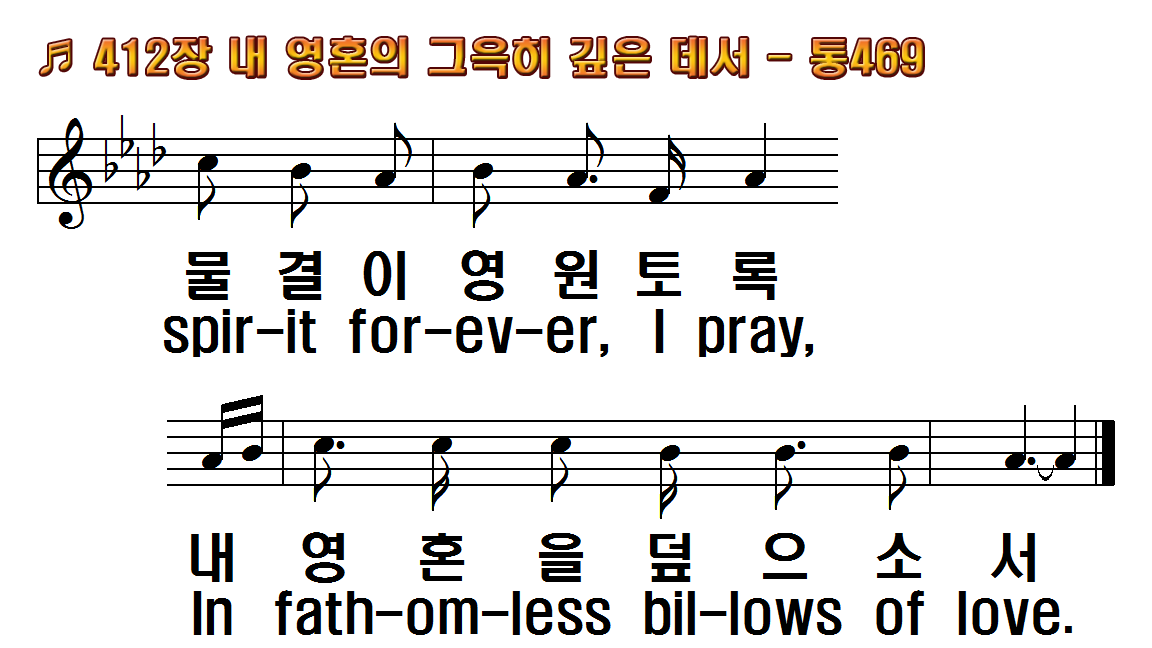 ♬ 412장 내 영혼의 그윽히 깊은 데서 - 통469
물 결 이 영 원 토 록
spir-it for-ev-er, I pray,
내 영 혼 을 덮 으 소 서
In fath-om-less bil-lows of love.